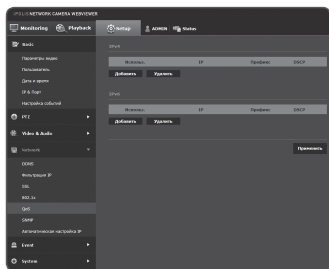 iPOLiS NETWORK CAMERA WEBVIEWER
Monitoring Playback Setup ADMIN Status
Basic
Параметры видео
Пользователь
Дата и время
IP & Порт
Настройка событий
PTZ
Video & Audio
Network
DDNS
Фильтрация IP
SSL
802.1x
QoS
SNMP
Автоматическая настройка IP
Event
System
IPv4
Использ. IP Префикс DSCP
Добавить Удалить
IPv6
Использ. IP Префикс DSCP
Добавить Удалить
Применить